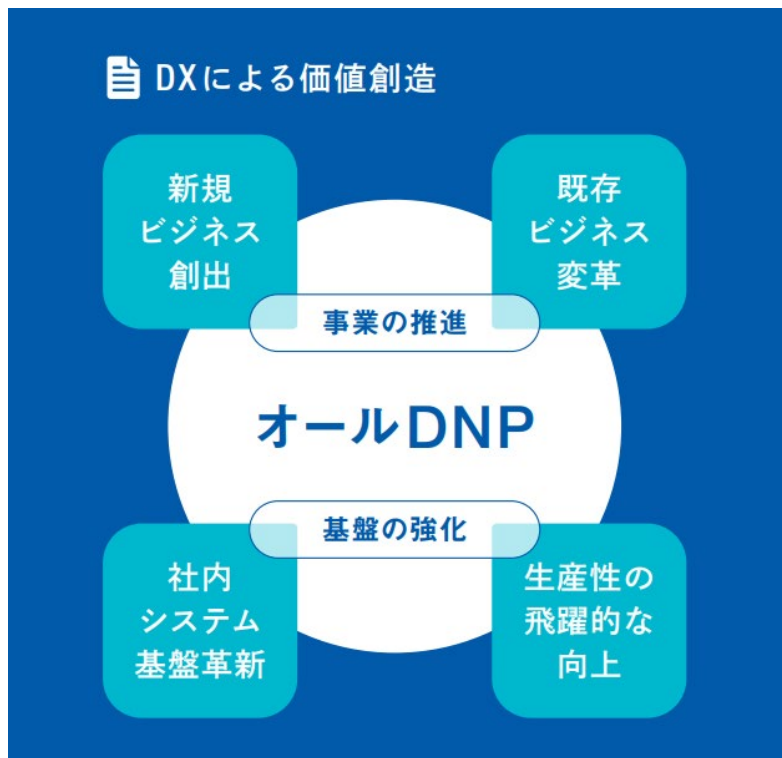 DXによる価値創造
新規
ビジネス
創出
既存
ビジネス
変革
事業の推進
オールDNP
基盤の強化
社内
システム
基盤革新
生産性の
飛躍的な
向上